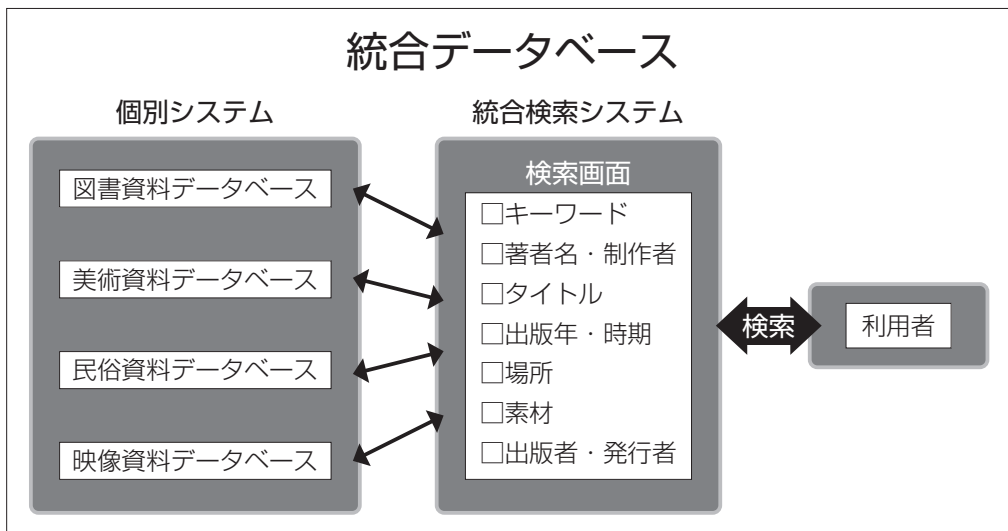 統合データベース
個別システム
図書資料データベース
美術資料データベース
民俗資料データベース
映像資料データベース
統合検索システム
検索画面
□キーワード
□著者名・制作者
□タイトル
□出版年・時期
□場所
□素材
□出版者・発行者
検索
利用者